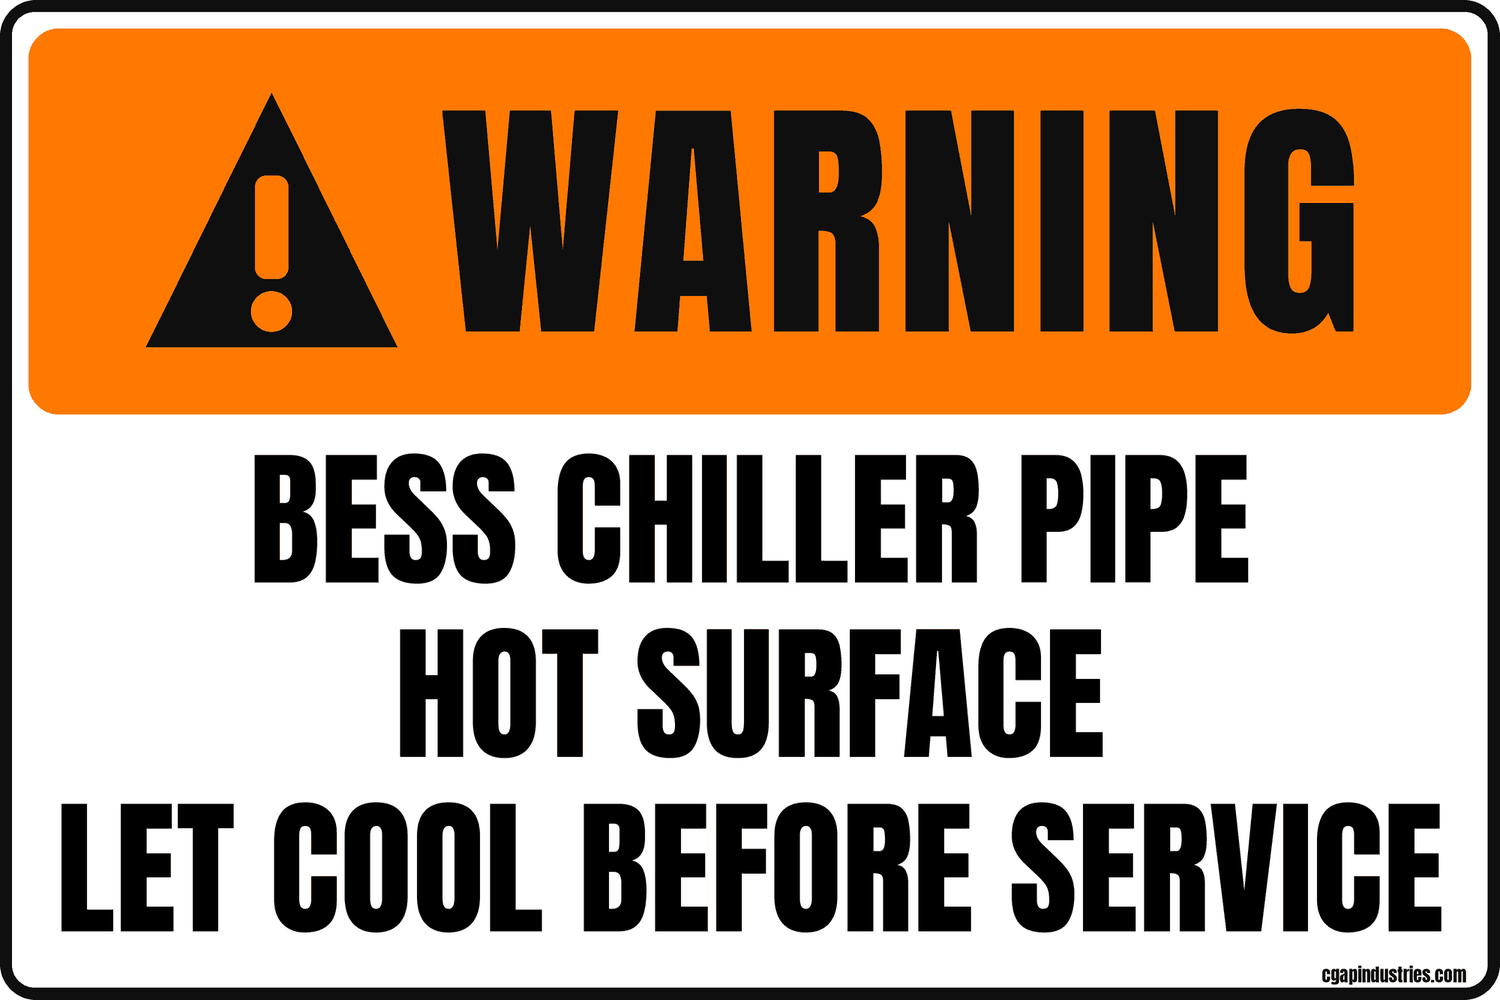 WARNING
BESS CHILLER PIPE
HOT SURFACE
LET COOL BEFORE SERVICE
cgapindustries.com